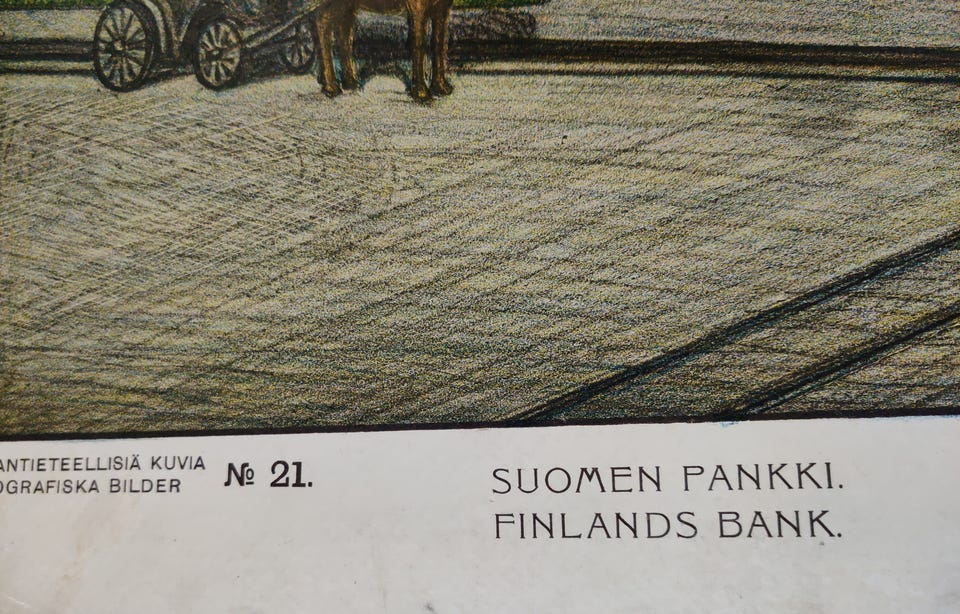 ANTIETEELLISIÄ KUVIA
OGRAFISKA BILDER
№ 21.
SUOMEN PANKKI.
FINLANDS BANK.